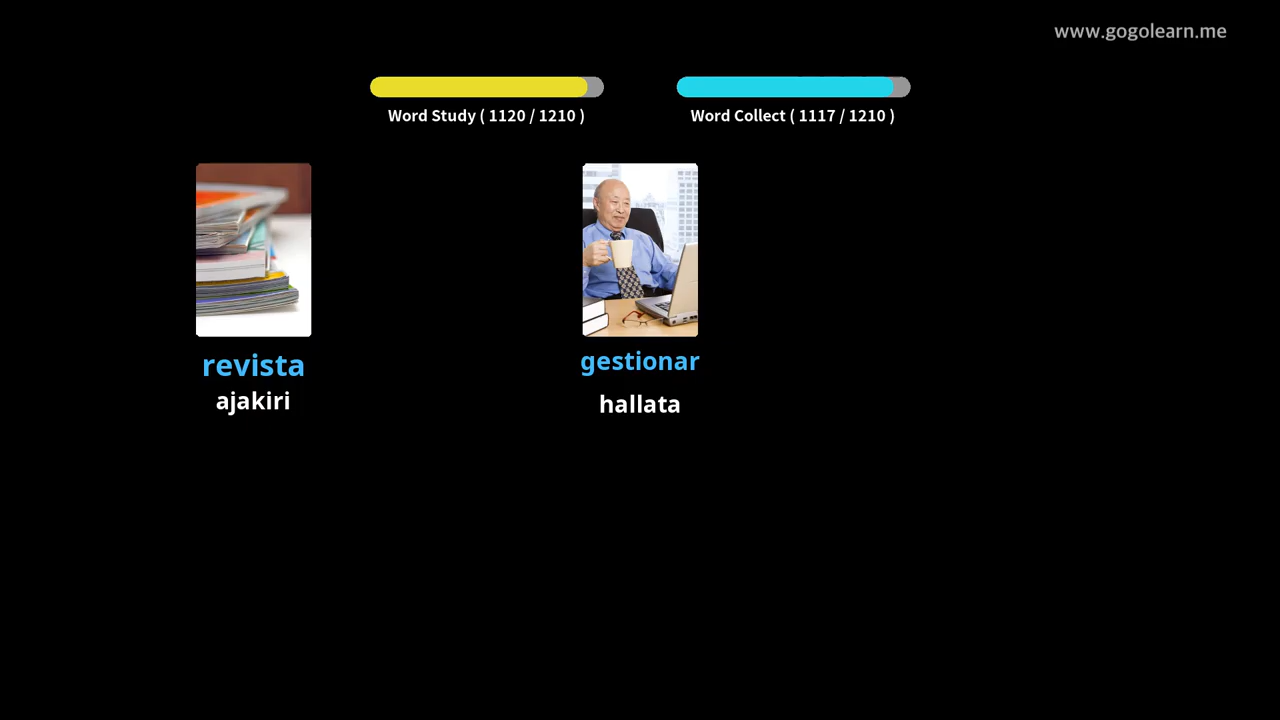 www.gogolearn.me
Word Study ( 1120 / 1210 )
Word Collect ( 1117 / 1210 )
revista
ajakiri
gestionar
hallata